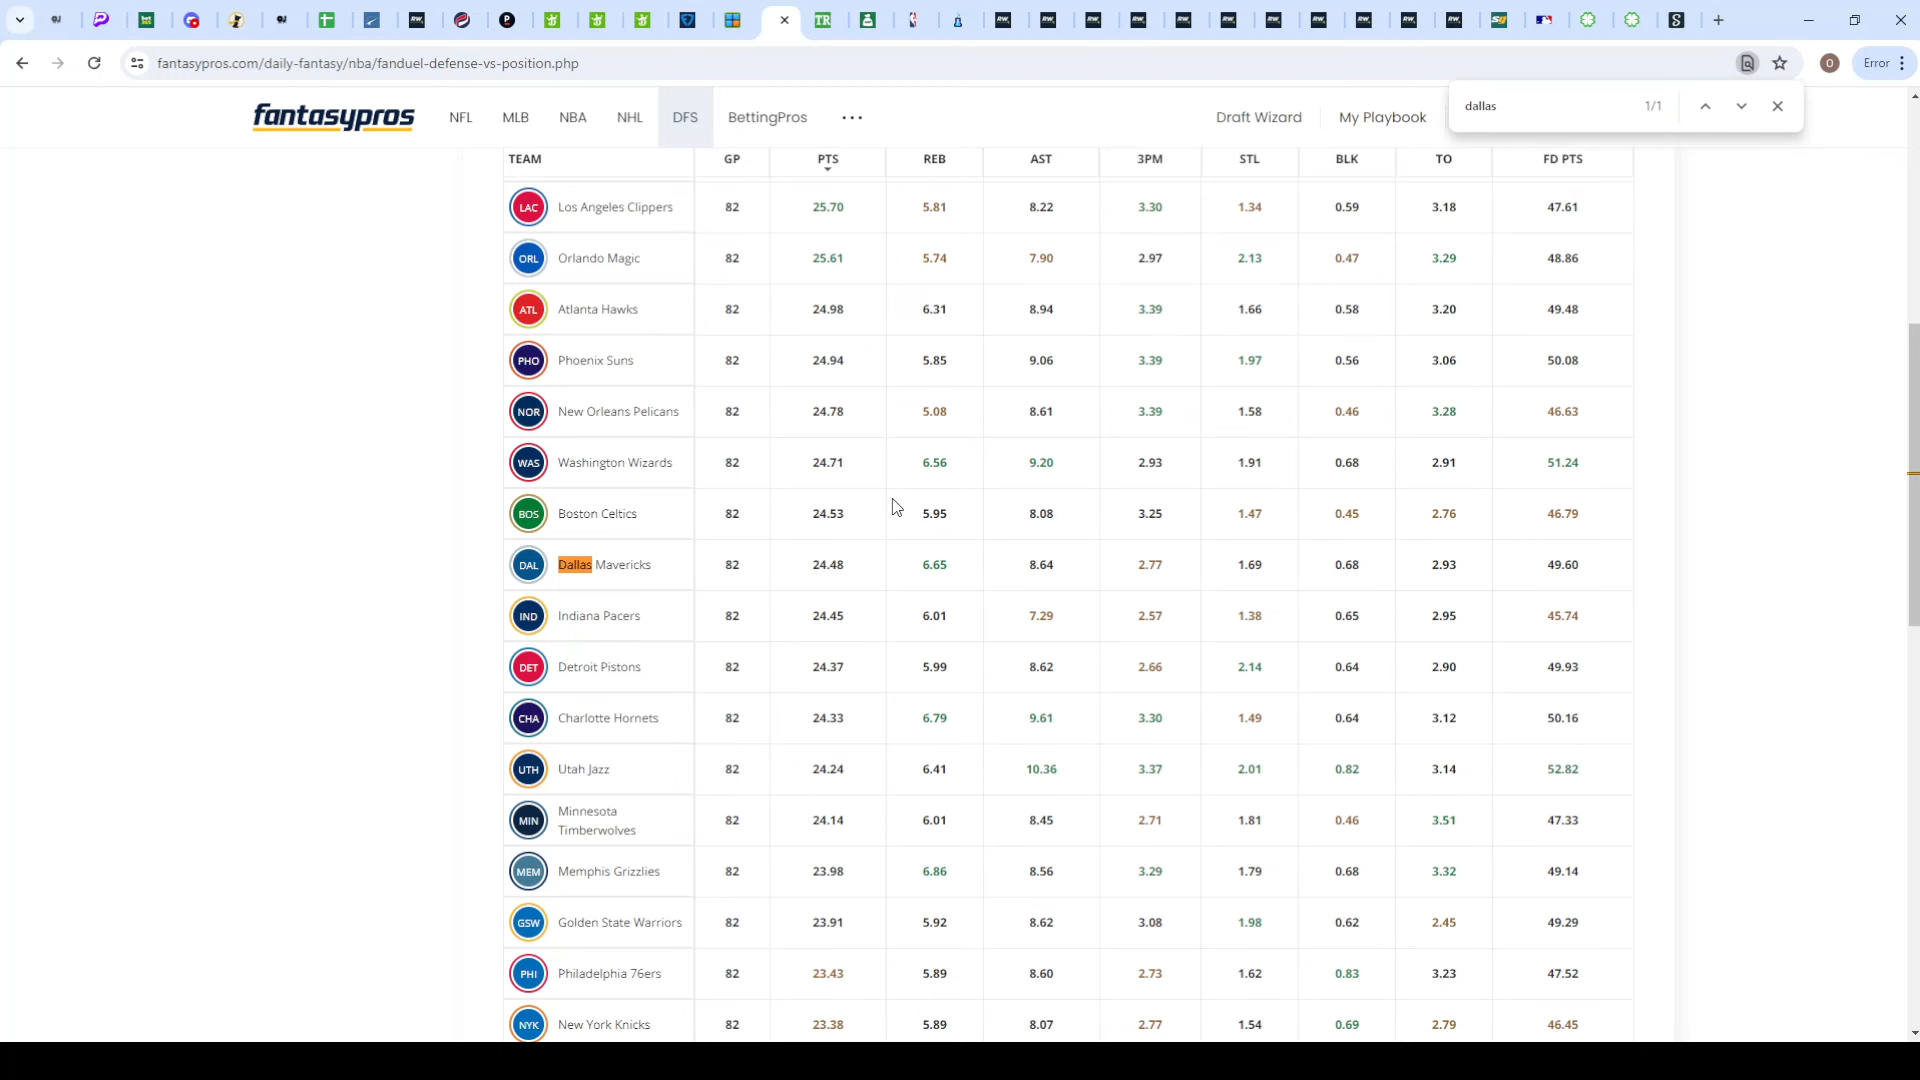 fantasypros.com/daily-fantasy/nba/fanduel-defense-vs-position.php
O
Error
dallas 1/1
fantasypros NFL MLB NBA NHL DFS BettingPros ... Draft Wizard My Playbook
TEAM GP PTS REB AST 3PM STL BLK TO FD PTS
LAC Los Angeles Clippers 82 25.70 5.81 8.22 3.30 1.34 0.59 3.18 47.61
ORL Orlando Magic 82 25.61 5.74 7.90 2.97 2.13 0.47 3.29 48.86
ATL Atlanta Hawks 82 24.98 6.31 8.94 3.39 1.66 0.58 3.20 49.48
PHO Phoenix Suns 82 24.94 5.85 9.06 3.39 1.97 0.56 3.06 50.08
NOR New Orleans Pelicans 82 24.78 5.08 8.61 3.39 1.58 0.46 3.28 46.63
WAS Washington Wizards 82 24.71 6.56 9.20 2.93 1.91 0.68 2.91 51.24
BOS Boston Celtics 82 24.53 5.95 8.08 3.25 1.47 0.45 2.76 46.79
DAL Dallas Mavericks 82 24.48 6.65 8.64 2.77 1.69 0.68 2.93 49.60
IND Indiana Pacers 82 24.45 6.01 7.29 2.57 1.38 0.65 2.95 45.74
DET Detroit Pistons 82 24.37 5.99 8.62 2.66 2.14 0.64 2.90 49.93
CHA Charlotte Hornets 82 24.33 6.79 9.61 3.30 1.49 0.64 3.12 50.16
UTH Utah Jazz 82 24.24 6.41 10.36 3.37 2.01 0.82 3.14 52.82
MIN Minnesota Timberwolves 82 24.14 6.01 8.45 2.71 1.81 0.46 3.51 47.33
MEM Memphis Grizzlies 82 23.98 6.86 8.56 3.29 1.79 0.68 3.32 49.14
GSW Golden State Warriors 82 23.91 5.92 8.62 3.08 1.98 0.62 2.45 49.29
PHI Philadelphia 76ers 82 23.43 5.89 8.60 2.73 1.62 0.83 3.23 47.52
NYK New York Knicks 82 23.38 5.89 8.07 2.77 1.54 0.69 2.79 46.45